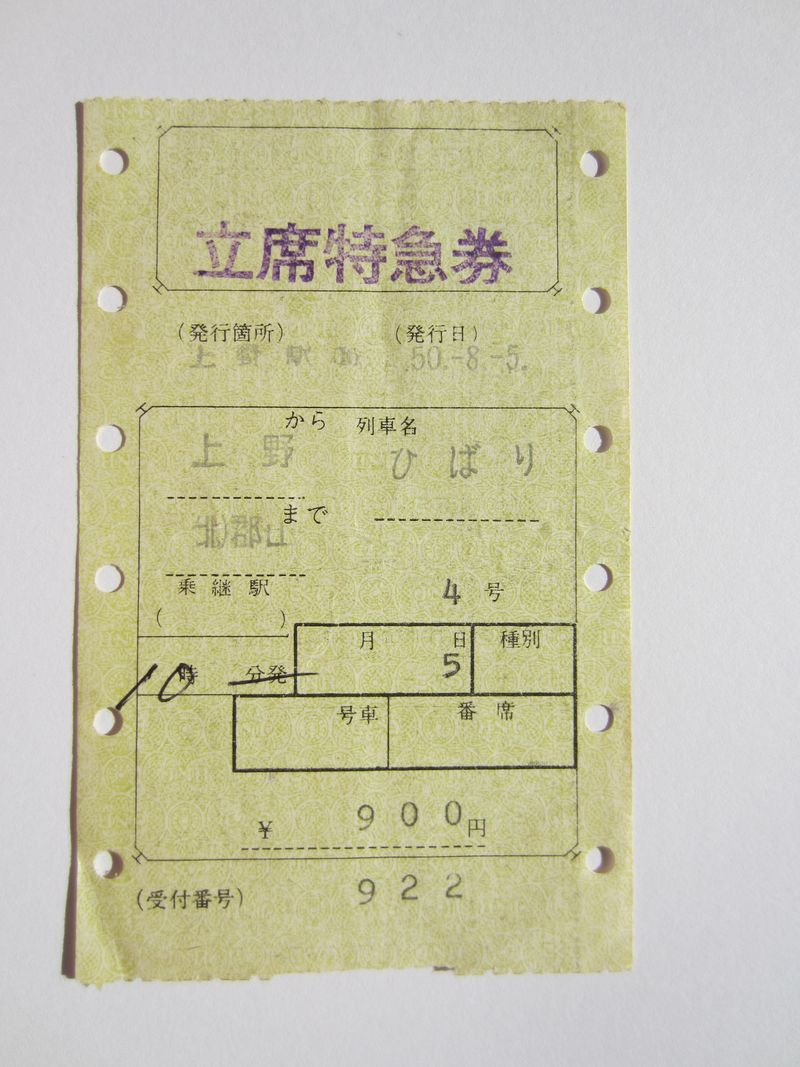 立席特急券
(発行箇所) (発行日)
上 50.-8.-5.
から 列車名
上野 ひばり
まで
北)郡山
乗継駅
( ) 4 号
月 日 種別
5
10 時 分発
号車 番席
¥ 900円
(受付番号) 922